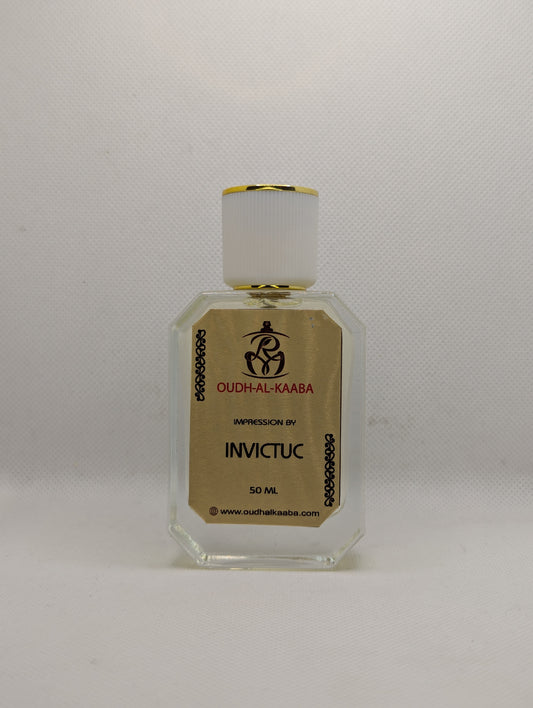 OUDH-AL-KAABA
IMPRESSION BY
INVICTUC
50 ML
www.oudhalkaaba.com